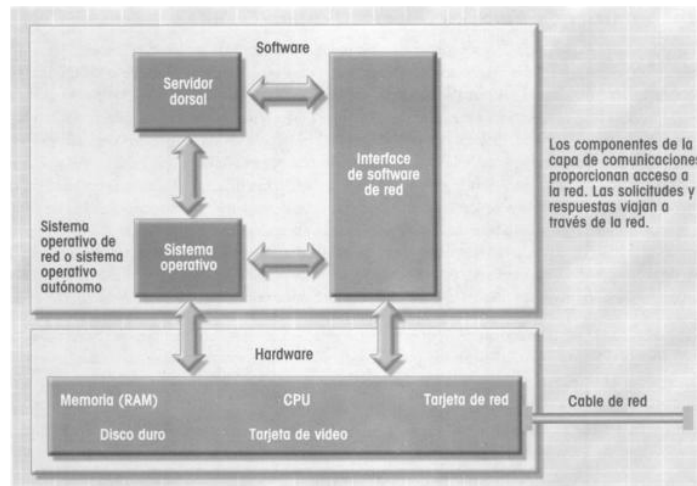 Software
Servidor
dorsal
Interface
de software
de red
Los componentes de la
capa de comunicaciones
proporcionan acceso a
la red. Las solicitudes y
respuestas viajan a
través de la red.
Sistema
operativo de
red o sistema
operativo
autónomo
Sistema
operativo
Hardware
Memoria (RAM)
CPU
Tarjeta de red
Disco duro
Tarjeta de video
Cable de red